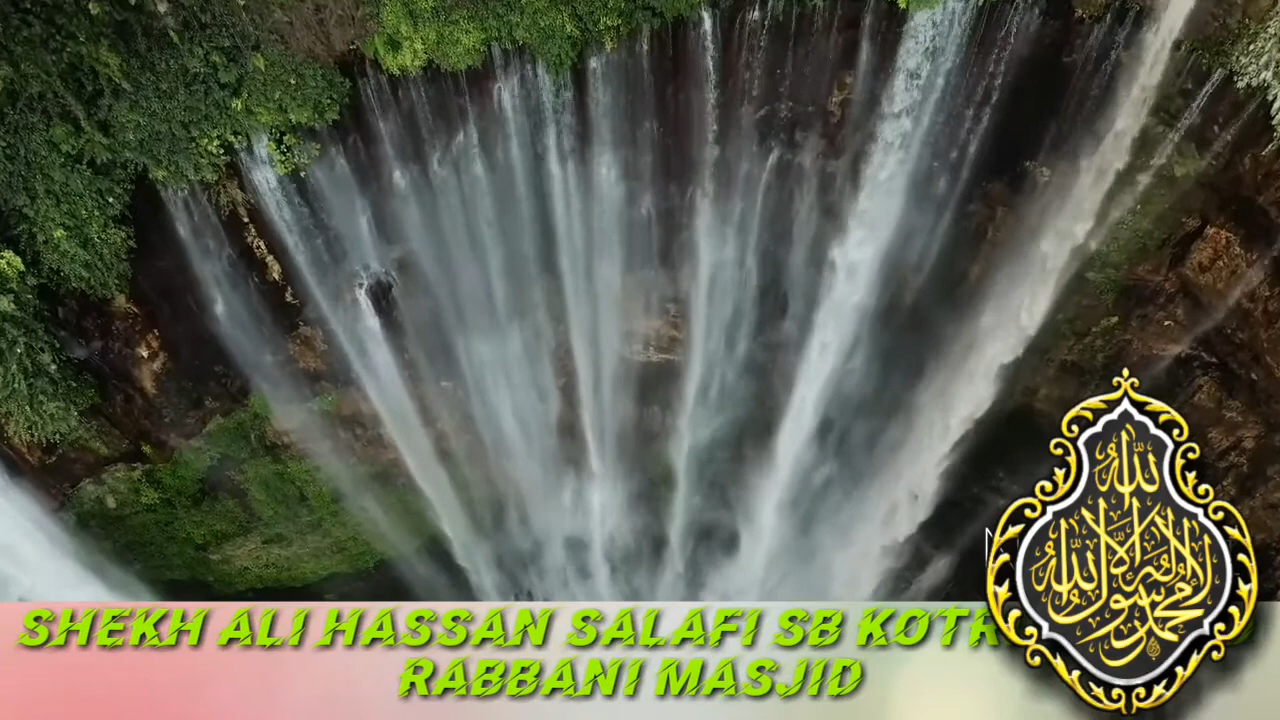 لا إله إلا الله محمد رسول الله
SHEKH ALI HASSAN SALAFI SB
RABBANI MASJID